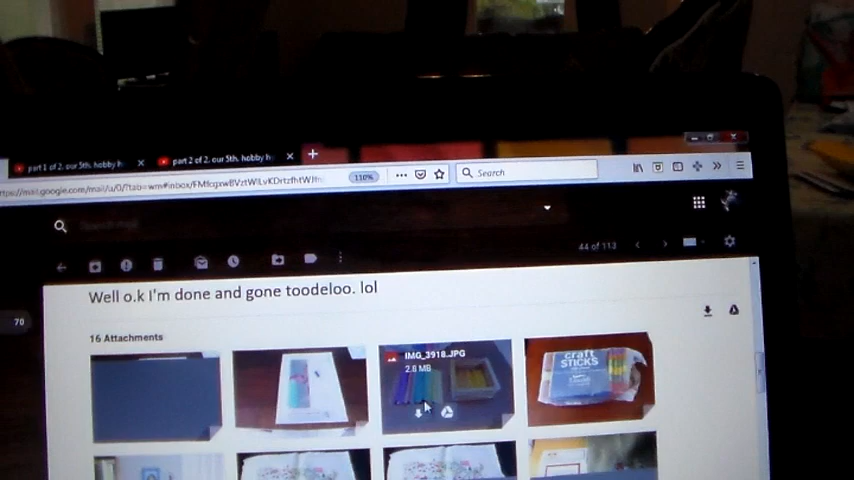 part 1 of 2. our 5th. hobby h
part 2 of 2. our 5th. hobby h
110%
Search
44 of 113
70
Well o.k I'm done and gone toodeloo. lol
16 Attachments
IMG_3918.JPG
2.8 MB
craft
STICKS